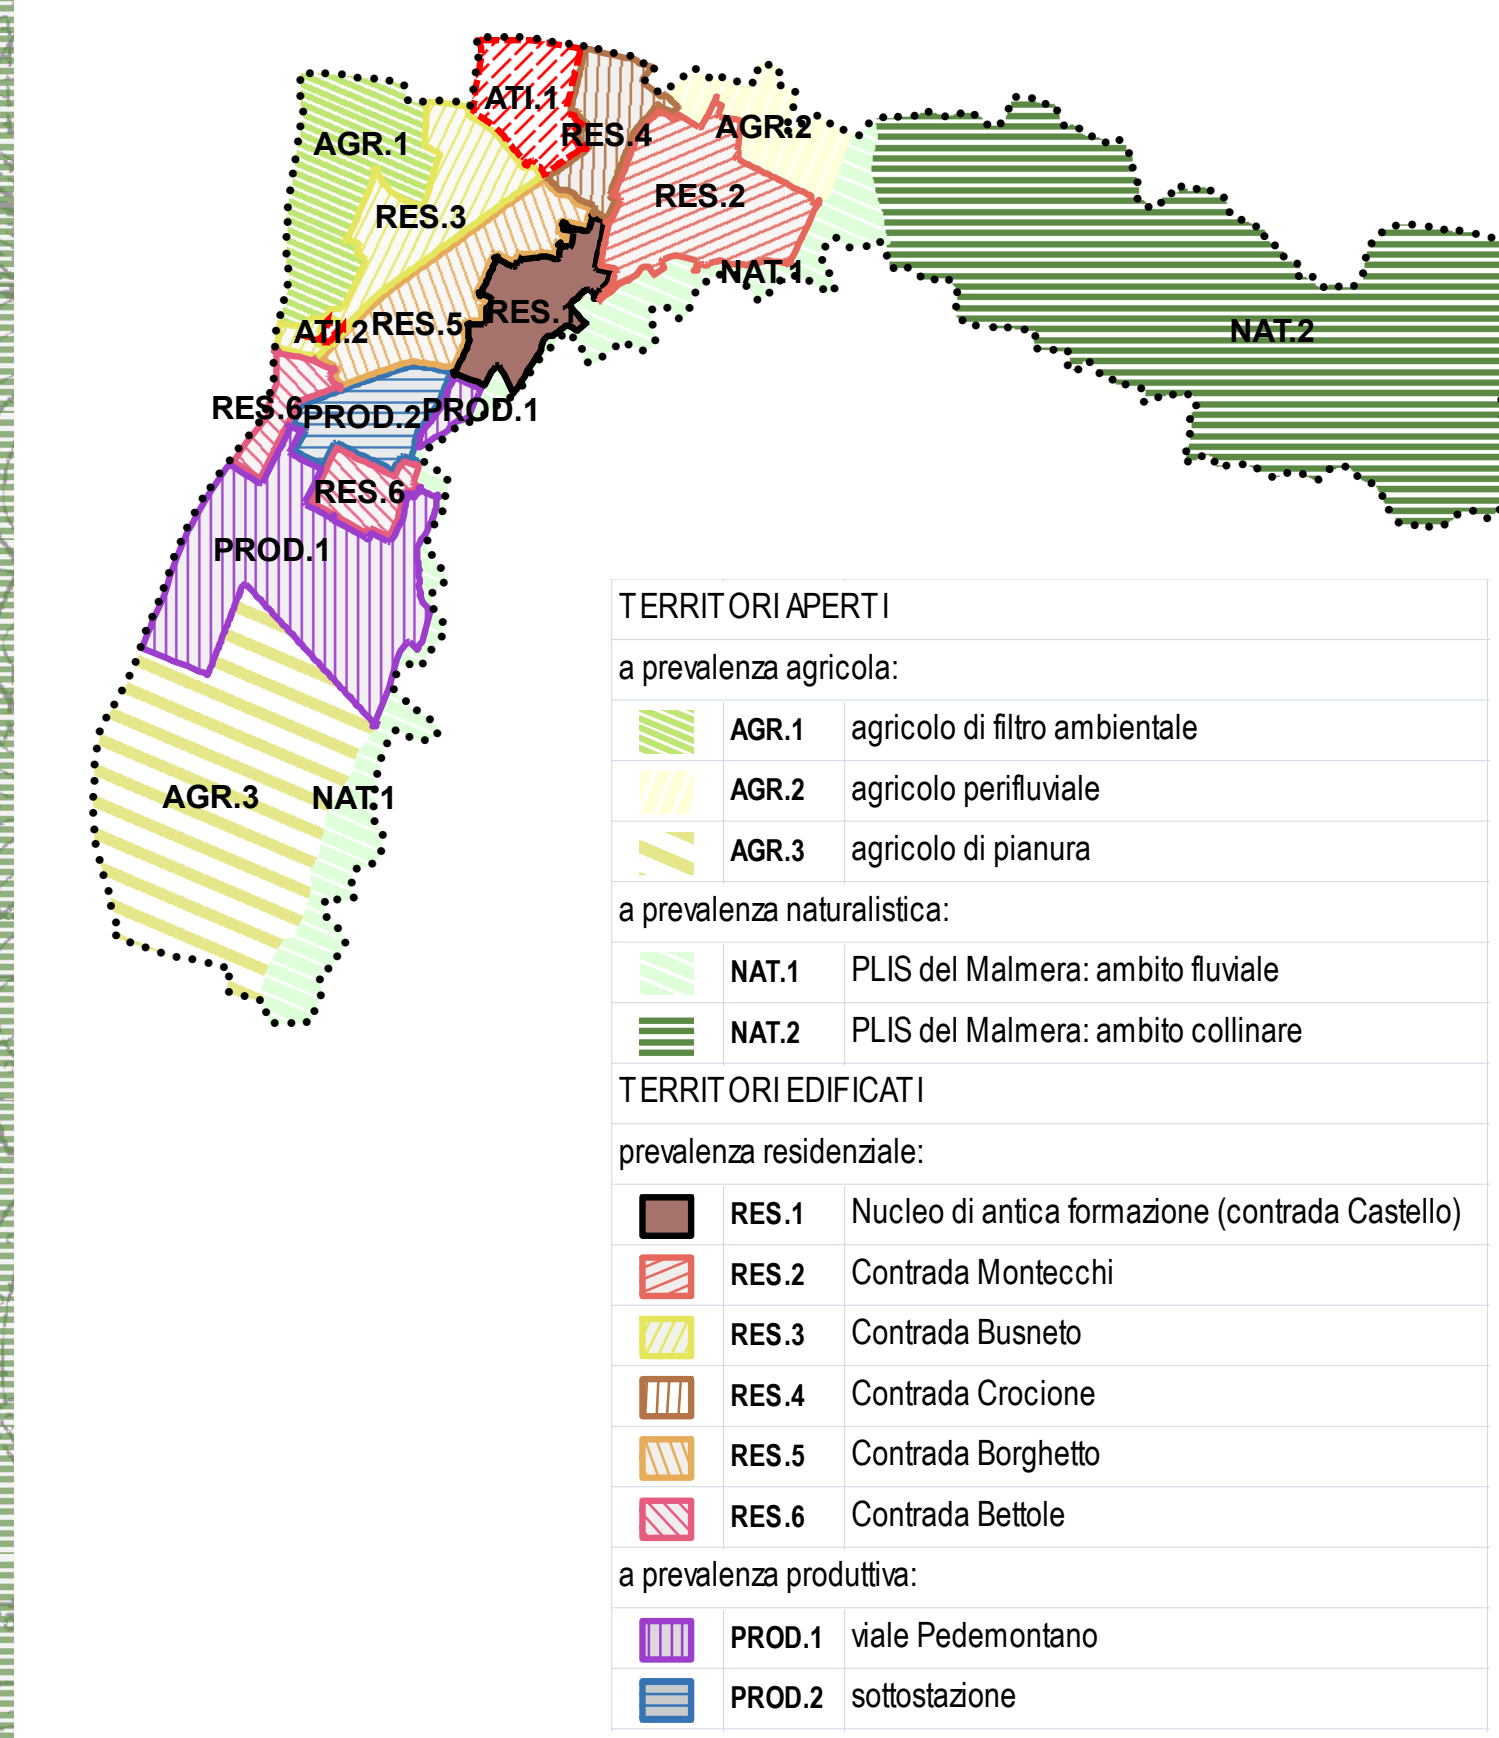 ATI.1
AGR.1
RES.4
AGR.2
RES.2
RES.3
NAT.1
RES.1
ATI.2
RES.5
NAT.2
RES.6
PROD.2
PROD.1
RES.6
PROD.1
AGR.3
NAT.1
TERRITORI APERTI
a prevalenza agricola:
AGR.1 agricolo di filtro ambientale
AGR.2 agricolo perifluviale
AGR.3 agricolo di pianura
a prevalenza naturalistica:
NAT.1 PLIS del Malmera: ambito fluviale
NAT.2 PLIS del Malmera: ambito collinare
TERRITORI EDIFICATI
prevalenza residenziale:
RES.1 Nucleo di antica formazione (contrada Castello)
RES.2 Contrada Montecchi
RES.3 Contrada Busneto
RES.4 Contrada Crocione
RES.5 Contrada Borghetto
RES.6 Contrada Bettole
a prevalenza produttiva:
PROD.1 viale Pedemontano
PROD.2 sottostazione